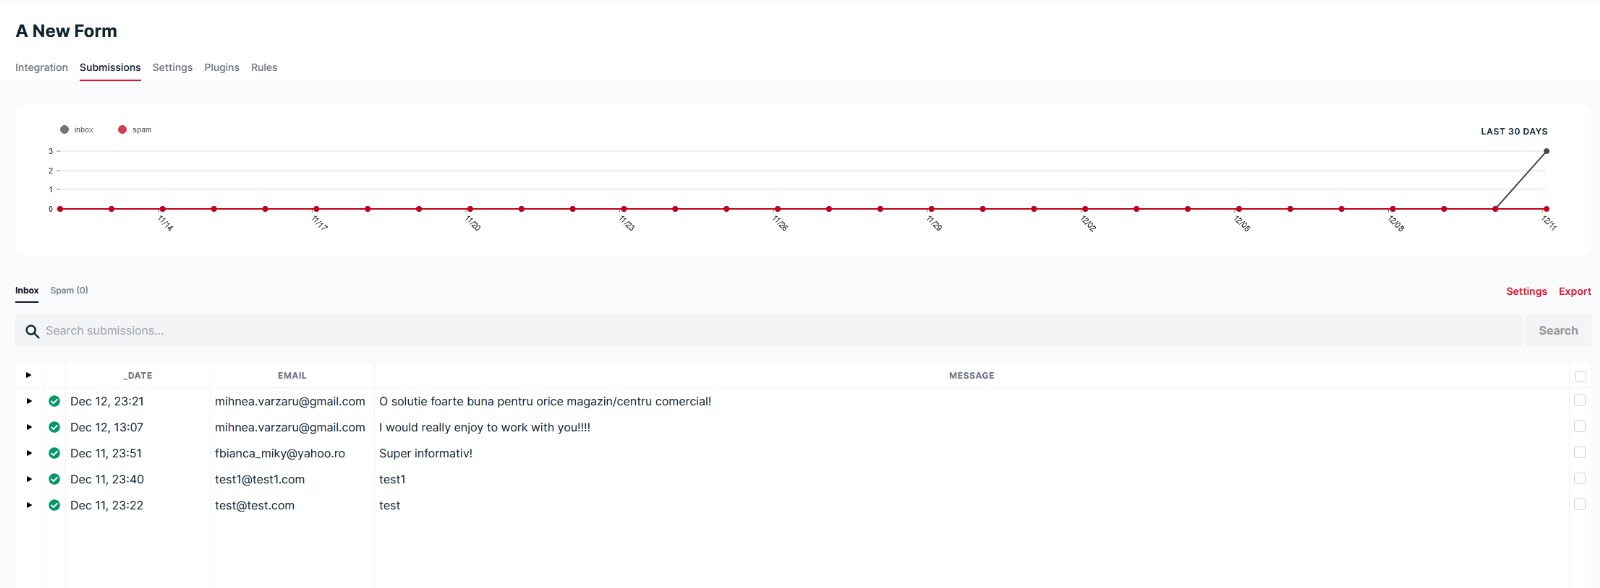 A New Form
Integration Submissions Settings Plugins Rules
inbox spam
LAST 30 DAYS
3
2
1
0
11/14 11/17 11/20 11/23 11/26 11/29 12/02 12/05 12/08 12/11
Inbox Spam (0) Settings Export
Search submissions... Search
_DATE EMAIL MESSAGE
Dec 12, 23:21 mihnea.varzaru@gmail.com O solutie foarte buna pentru orice magazin/centru comercial!
Dec 12, 13:07 mihnea.varzaru@gmail.com I would really enjoy to work with you!!!!
Dec 11, 23:51 fbianca_miky@yahoo.ro Super informativ!
Dec 11, 23:40 test1@test1.com test1
Dec 11, 23:22 test@test.com test